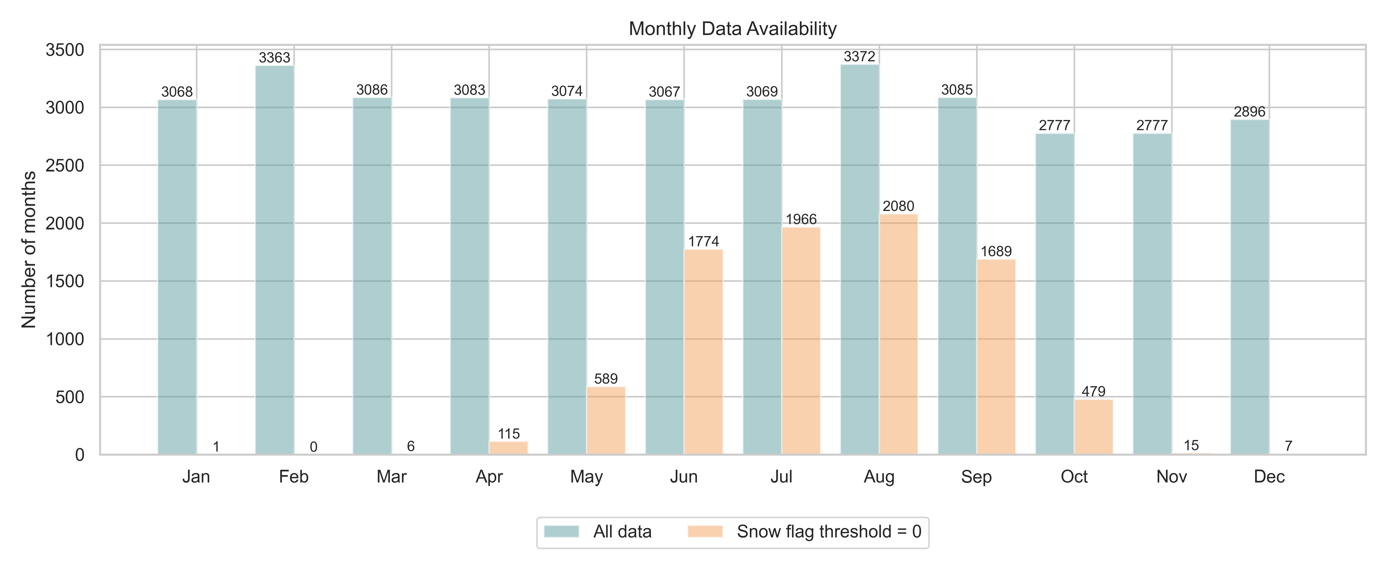 Monthly Data Availability
Number of months
3500
3000
2500
2000
1500
1000
500
0
3068 3363 3086 3083 3074 3067 3069 3372 3085 2777 2777 2896
1 0 6 115 589 1774 1966 2080 1689 479 15 7
Jan Feb Mar Apr May Jun Jul Aug Sep Oct Nov Dec
All data Snow flag threshold = 0